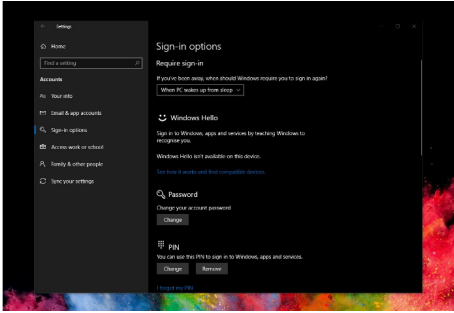 Settings
Home
Find a setting
Accounts
Your info
Email & app accounts
Sign-in options
Access work or school
Family & other people
Sync your settings
Sign-in options
Require sign-in
If you've been away, when should Windows require you to sign in again?
When PC wakes up from sleep
Windows Hello
Sign in to Windows, apps and services by teaching Windows to
recognise you.
Windows Hello isn't available on this device.
See how it works and find compatible devices.
Password
Change your account password
Change
PIN
You can use this PIN to sign in to Windows, apps and services.
Change Remove
I forgot my PIN